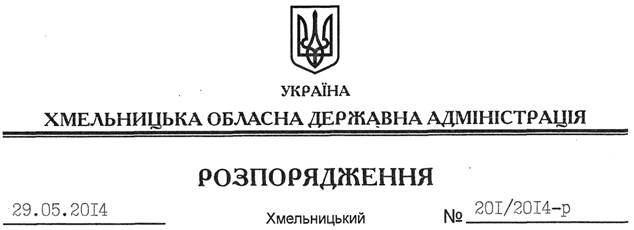 УКРАЇНА
ХМЕЛЬНИЦЬКА ОБЛАСНА ДЕРЖАВНА АДМІНІСТРАЦІЯ
РОЗПОРЯДЖЕННЯ
29.05.2014 Хмельницький № 201/2014-р